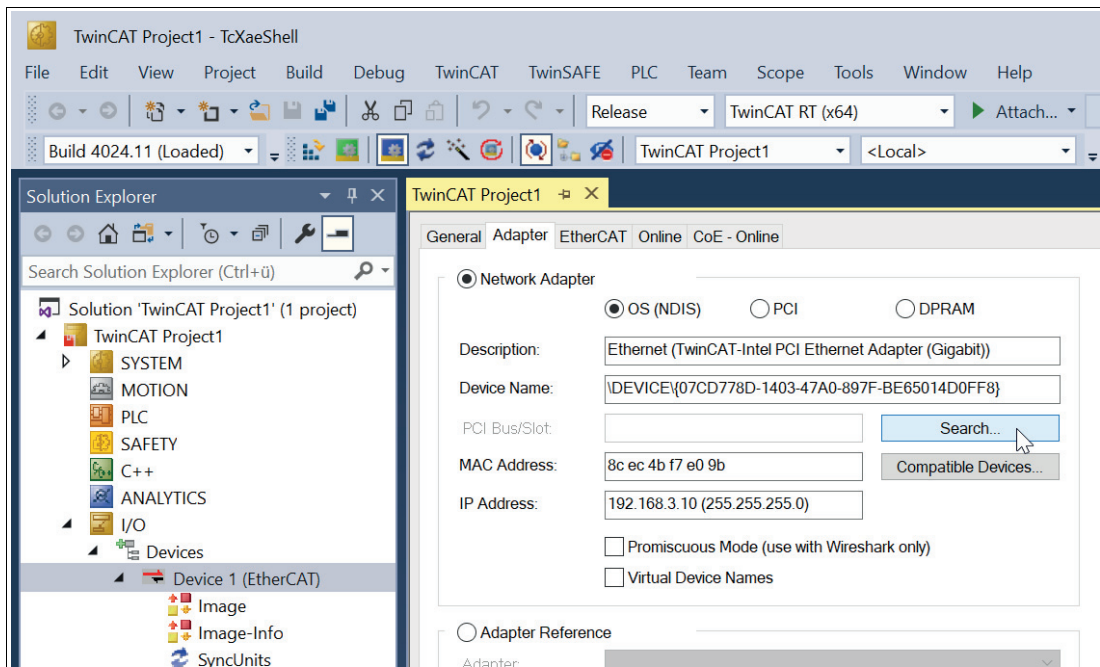 TwinCAT Project1 - TcXaeShell
File Edit View Project Build Debug TwinCAT TwinSAFE PLC Team Scope Tools Window Help
Release TwinCAT RT (x64) Attach...
Build 4024.11 (Loaded) TwinCAT Project1 <Local>
Solution Explorer
Search Solution Explorer (Ctrl+ü)
Solution 'TwinCAT Project1' (1 project)
TwinCAT Project1
SYSTEM
MOTION
PLC
SAFETY
C++
ANALYTICS
I/O
Devices
Device 1 (EtherCAT)
Image
Image-Info
SyncUnits
TwinCAT Project1
General Adapter EtherCAT Online CoE - Online
Network Adapter
OS (NDIS) PCI DPRAM
Description: Ethernet (TwinCAT-Intel PCI Ethernet Adapter (Gigabit))
Device Name: \DEVICE\{07CD778D-1403-47A0-897F-BE65014D0FF8}
PCI Bus/Slot: Search...
MAC Address: 8c ec 4b f7 e0 9b Compatible Devices...
IP Address: 192.168.3.10 (255.255.255.0)
Promiscuous Mode (use with Wireshark only)
Virtual Device Names
Adapter Reference
Adapter: